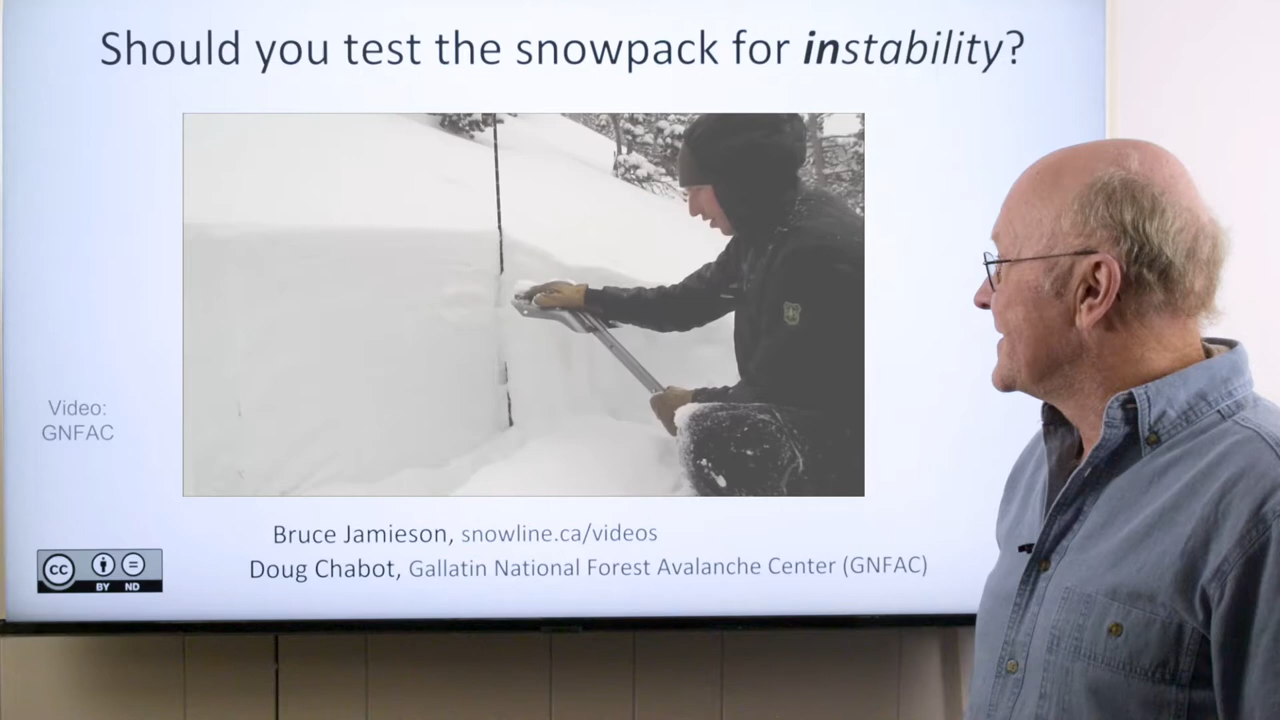 Should you test the snowpack for instability?
Video:
GNFAC
Bruce Jamieson, snowline.ca/videos
Doug Chabot, Gallatin National Forest Avalanche Center (GNFAC)
cc
BY ND